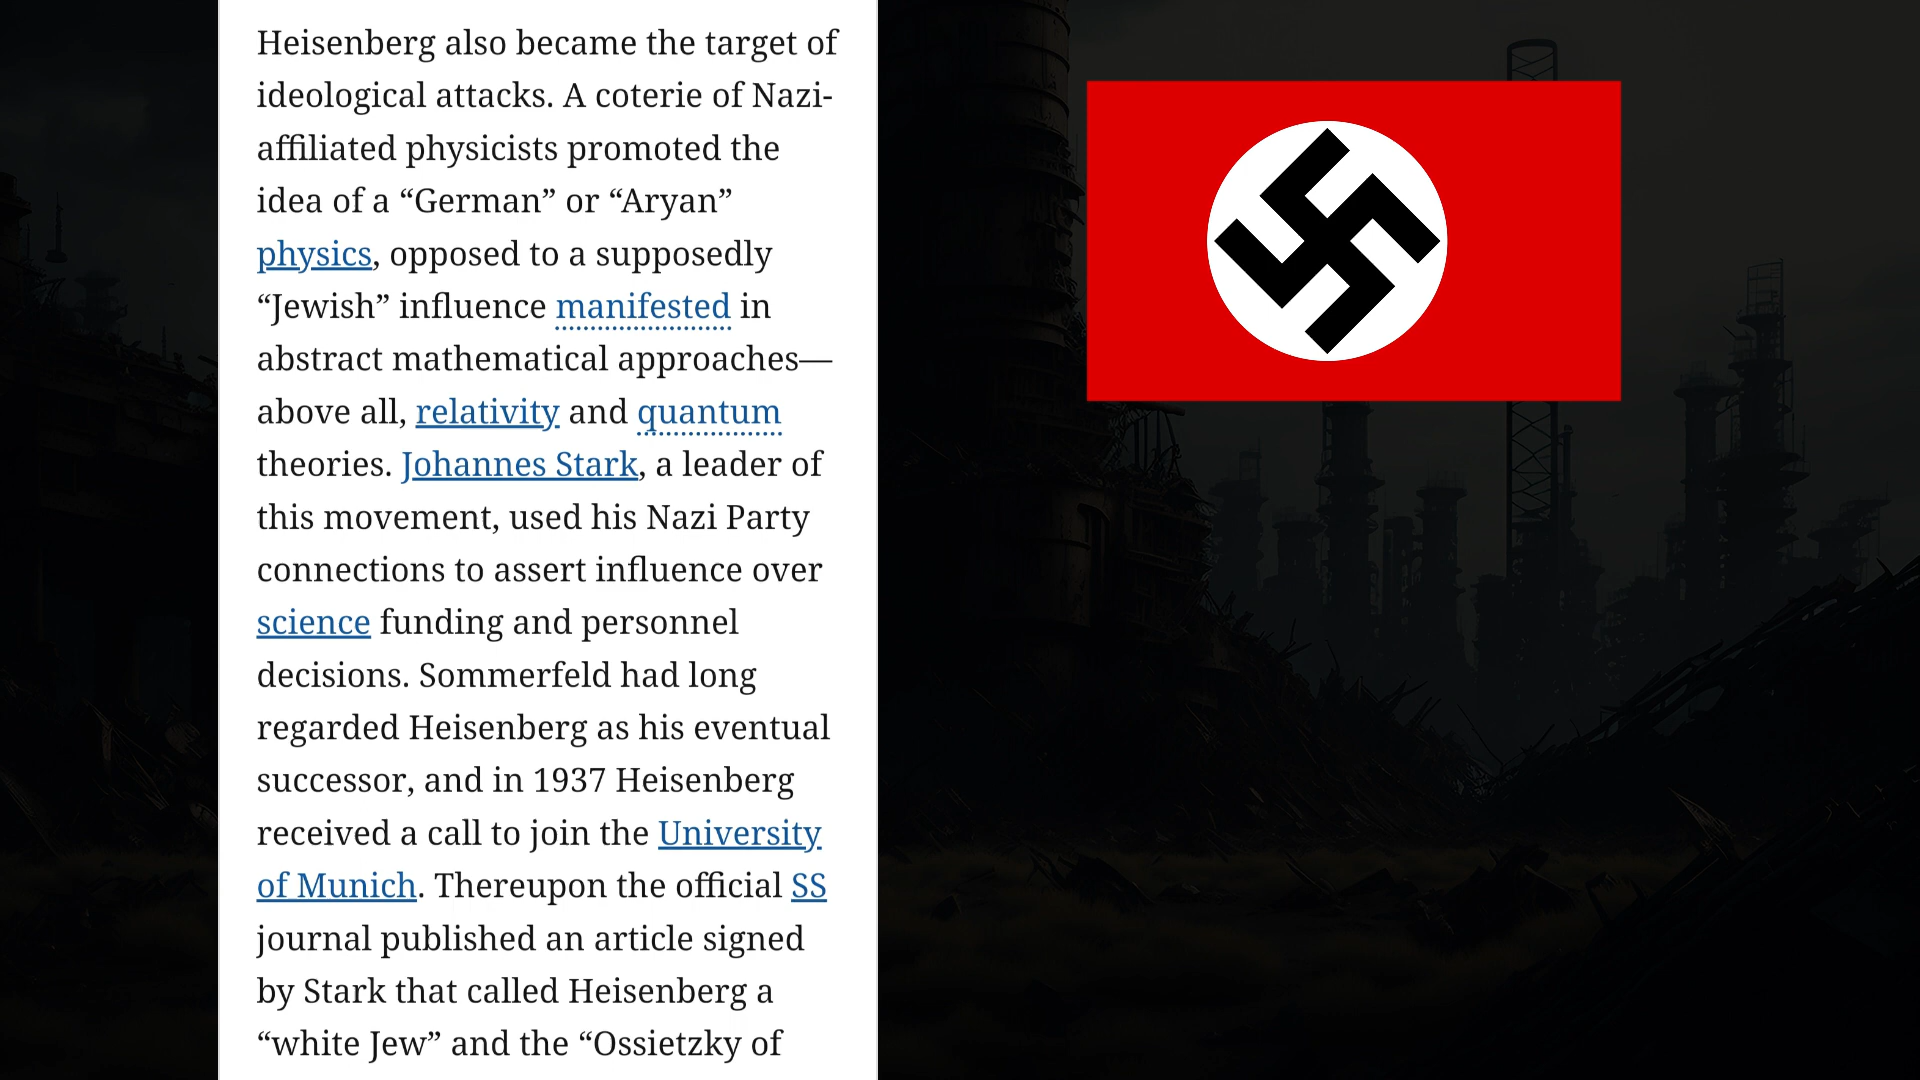 Heisenberg also became the target of
ideological attacks. A coterie of Nazi-
affiliated physicists promoted the
idea of a “German” or “Aryan”
physics, opposed to a supposedly
“Jewish” influence manifested in
abstract mathematical approaches—
above all, relativity and quantum
theories. Johannes Stark, a leader of
this movement, used his Nazi Party
connections to assert influence over
science funding and personnel
decisions. Sommerfeld had long
regarded Heisenberg as his eventual
successor, and in 1937 Heisenberg
received a call to join the University
of Munich. Thereupon the official SS
journal published an article signed
by Stark that called Heisenberg a
“white Jew” and the “Ossietzky of